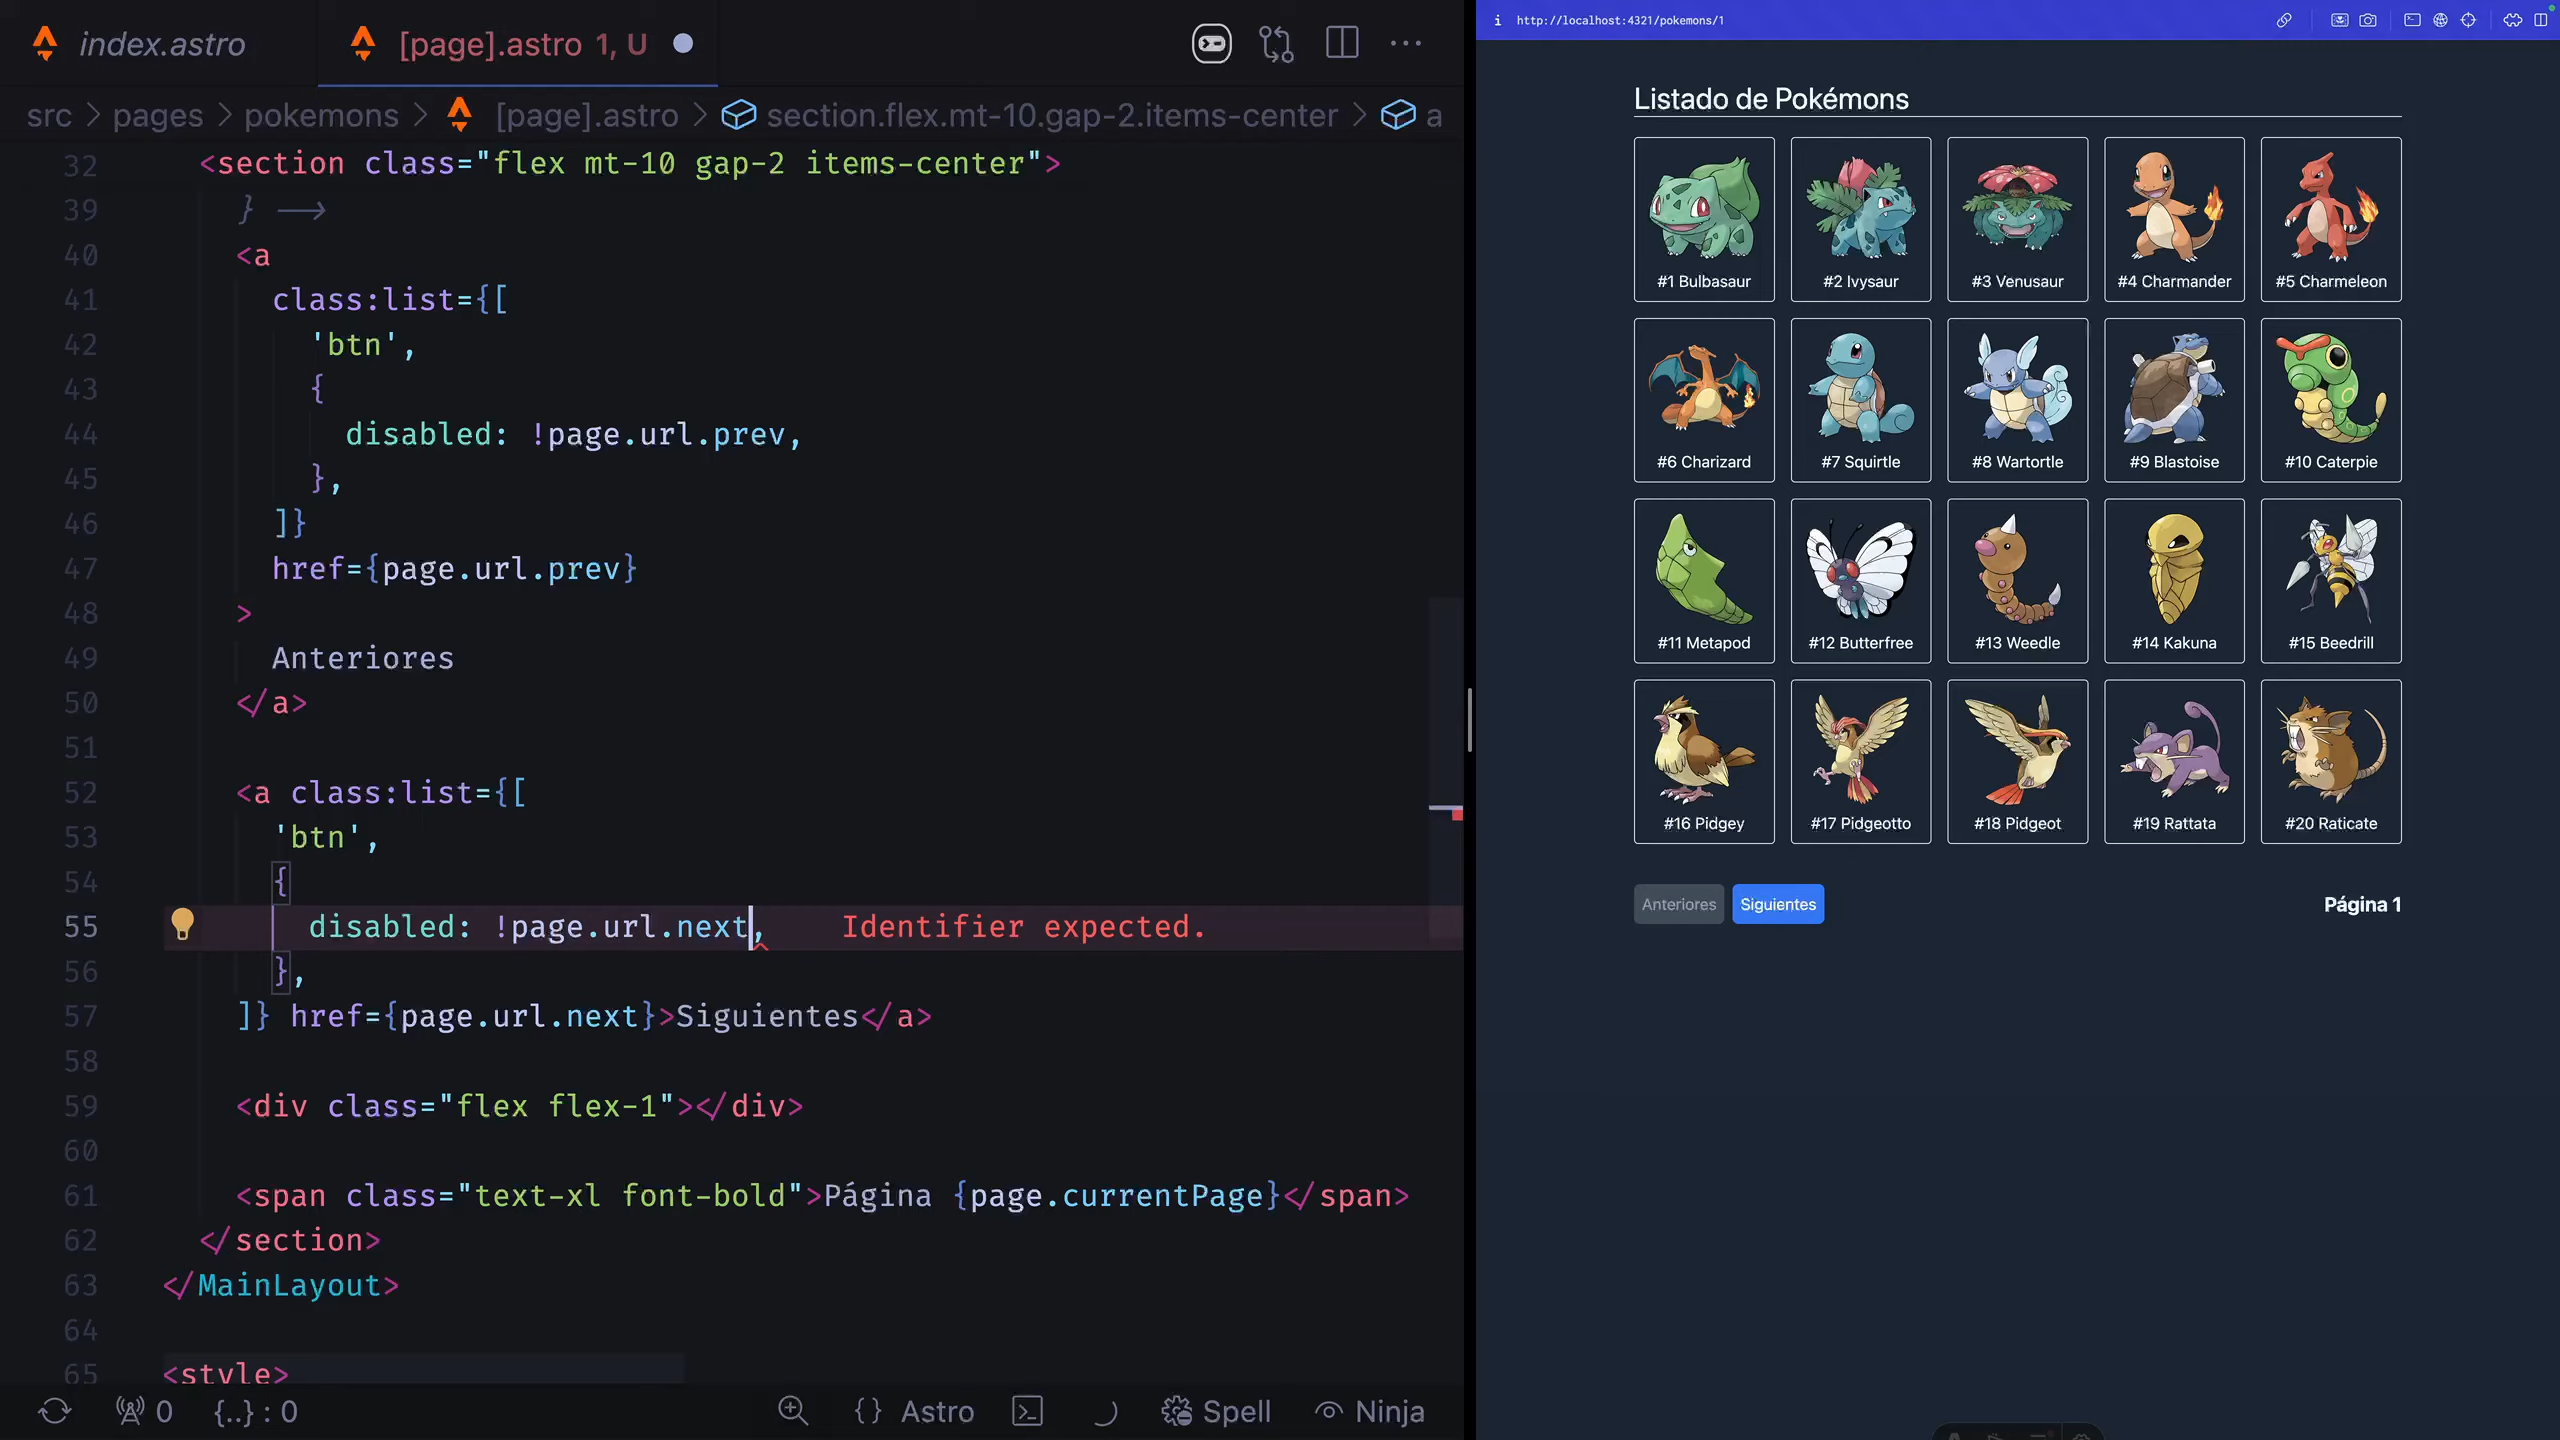 index.astro
[page].astro 1, U
src > pages > pokemons > [page].astro > section.flex.mt-10.gap-2.items-center > a
32 <section class="flex mt-10 gap-2 items-center">
39 } -->
40 <a
41 class:list={[
42 'btn',
43 {
44 disabled: !page.url.prev,
45 },
46 ]}
47 href={page.url.prev}
48 >
49 Anteriores
50 </a>
51
52 <a class:list={[
53 'btn',
54 {
55 disabled: !page.url.next, Identifier expected.
56 },
57 ]} href={page.url.next}>Siguientes</a>
58
59 <div class="flex flex-1"></div>
60
61 <span class="text-xl font-bold">Página {page.currentPage}</span>
62 </section>
63 </MainLayout>
64
65 <style>
0 {..} : 0 {} Astro Spell Ninja
http://localhost:4321/pokemons/1
Listado de Pokémons
#1 Bulbasaur
#2 Ivysaur
#3 Venusaur
#4 Charmander
#5 Charmeleon
#6 Charizard
#7 Squirtle
#8 Wartortle
#9 Blastoise
#10 Caterpie
#11 Metapod
#12 Butterfree
#13 Weedle
#14 Kakuna
#15 Beedrill
#16 Pidgey
#17 Pidgeotto
#18 Pidgeot
#19 Rattata
#20 Raticate
Anteriores
Siguientes
Página 1